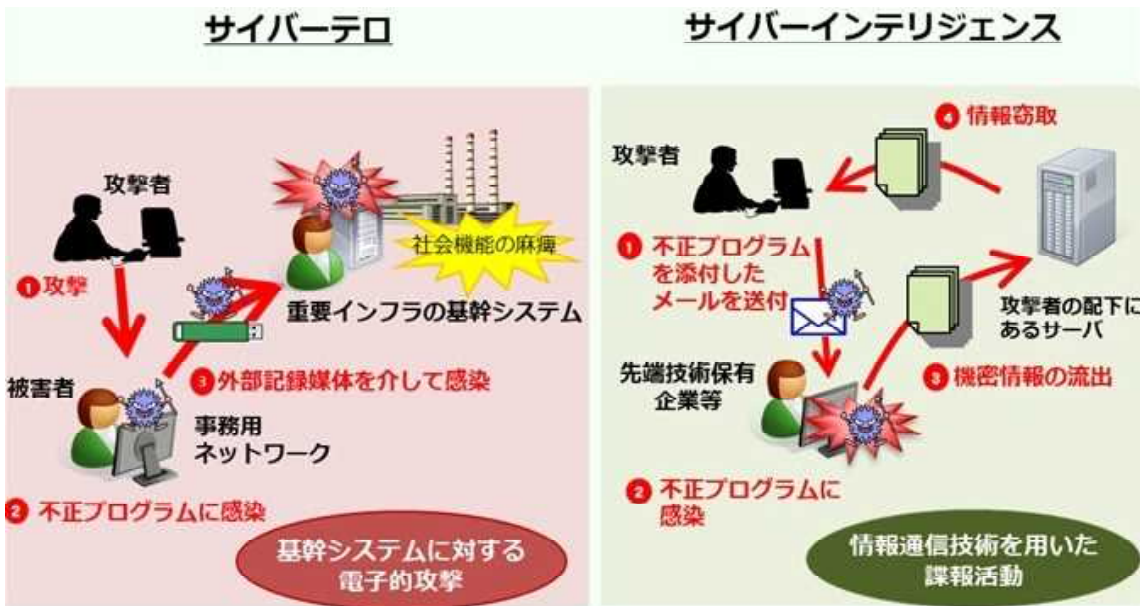 サイバーテロ
攻撃者
❶攻撃
社会機能の麻痺
重要インフラの基幹システム
❸外部記録媒体を介して感染
被害者
事務用
ネットワーク
❷ 不正プログラムに感染
基幹システムに対する
電子的攻撃
サイバーインテリジェンス
❹ 情報窃取
攻撃者
❶ 不正プログラム
を添付した
メールを送付
攻撃者の配下に
あるサーバ
先端技術保有
企業等
❸ 機密情報の流出
❷ 不正プログラムに
感染
情報通信技術を用いた
諜報活動